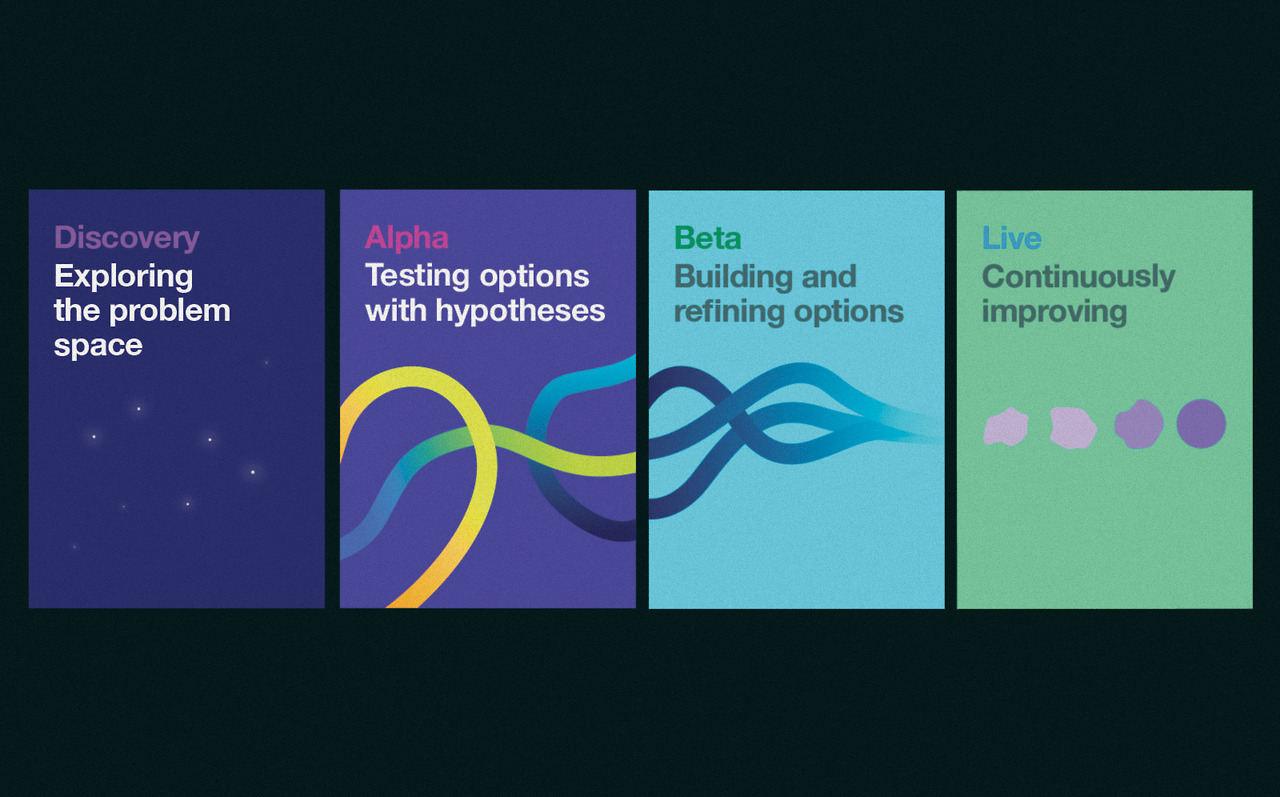 Discovery
Exploring
the problem
space
Alpha
Testing options
with hypotheses
Beta
Building and
refining options
Live
Continuously
improving